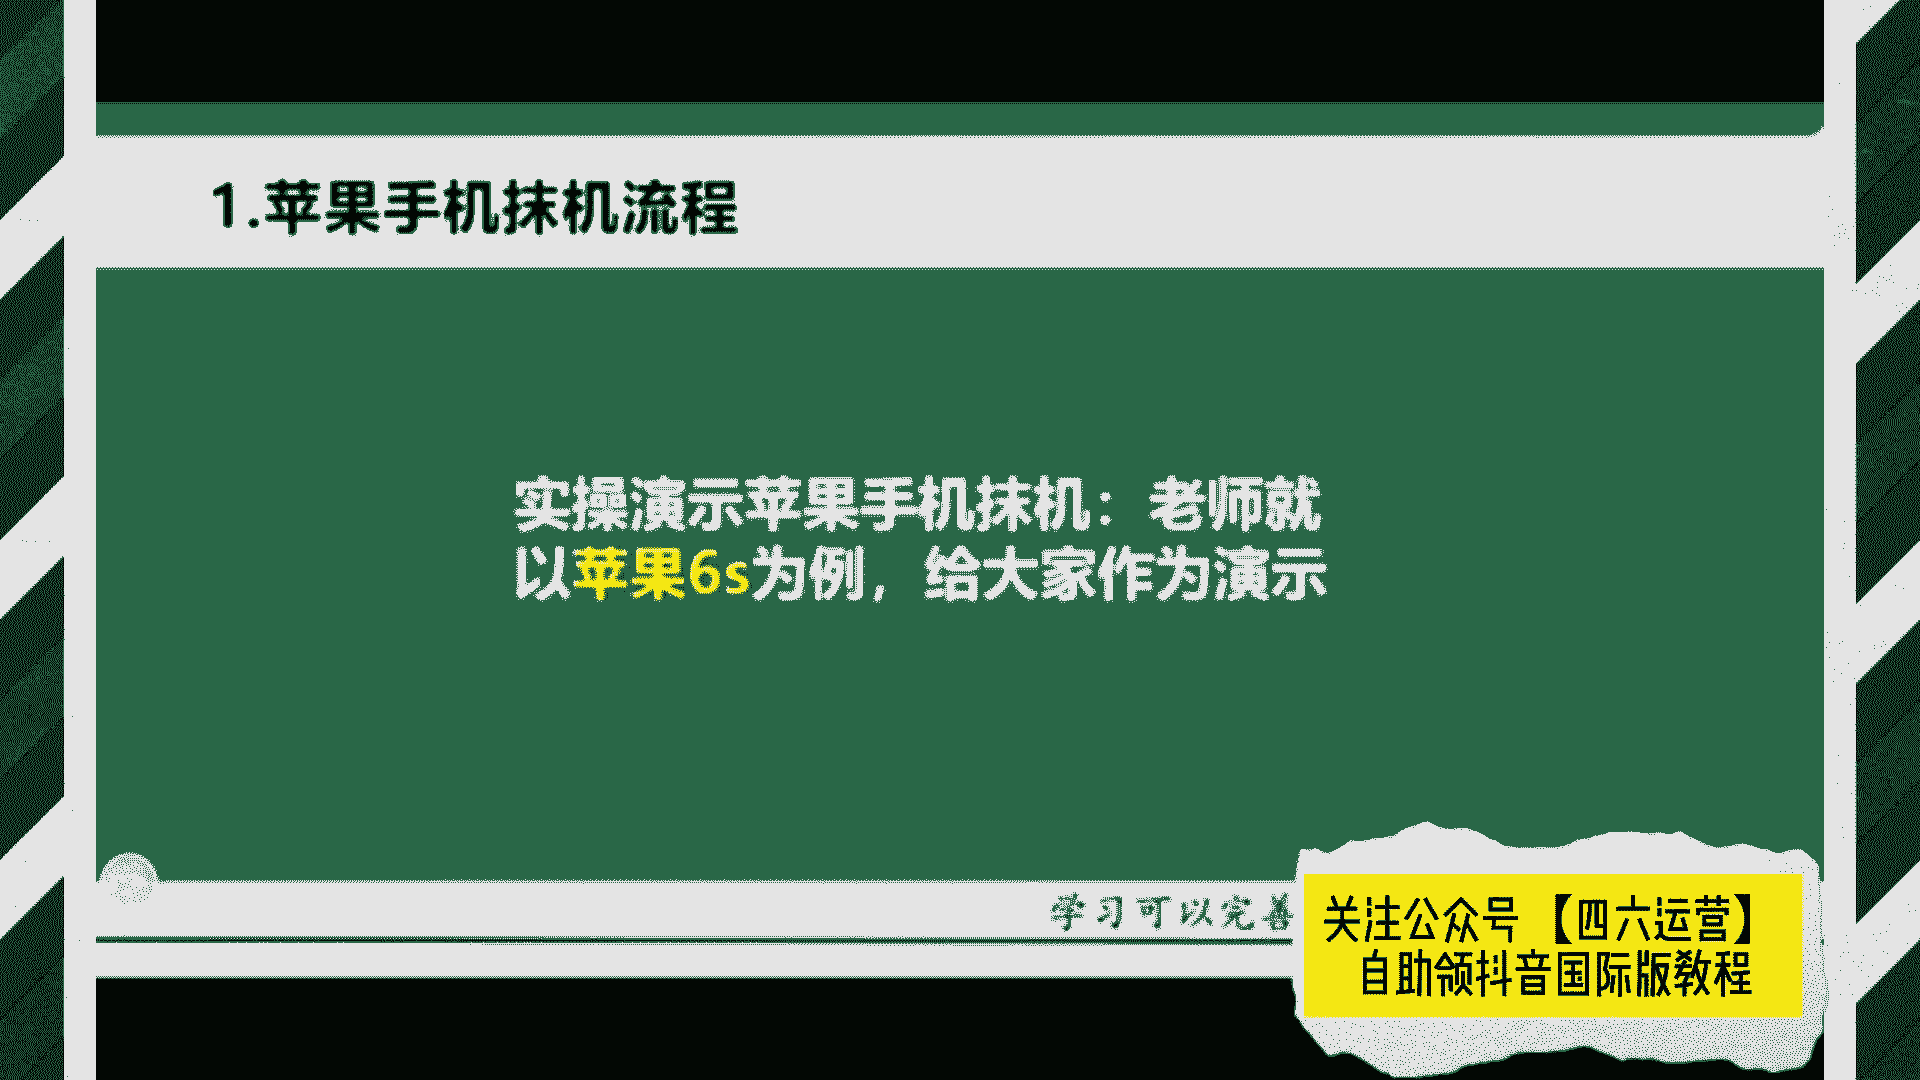 1.苹果手机抹机流程
实操演示苹果手机抹机：老师就
以苹果6s为例，给大家作为演示
学习可以完善
关注公众号【四六运营】
自助领抖音国际版教程